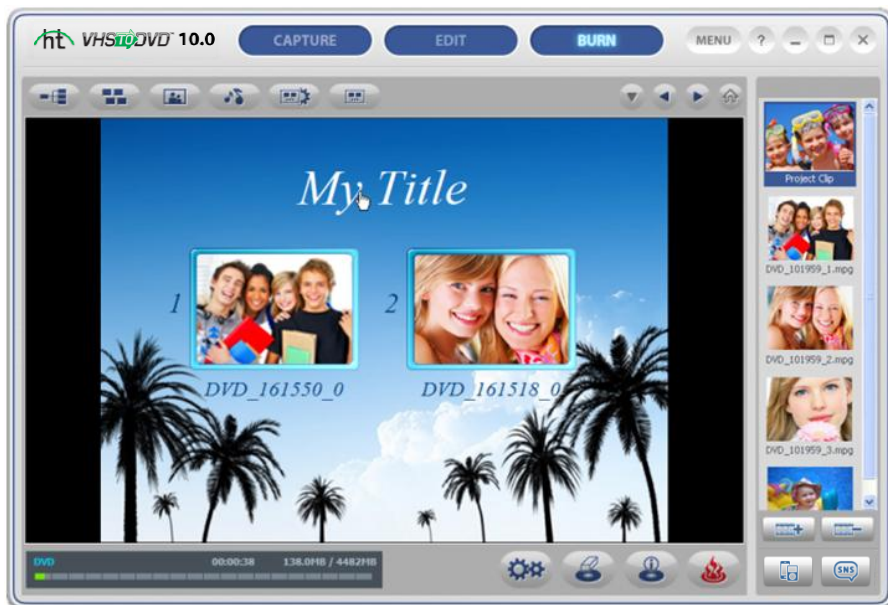 ht VHS TO DVD 10.0 CAPTURE EDIT BURN MENU ?
My Title
1
2
DVD_161550_0
DVD_161518_0
Project Clip
DVD_101959_1.mpg
DVD_101959_2.mpg
DVD_101959_3.mpg
DVD 00:00:38 138.0MB / 4482MB
SNS